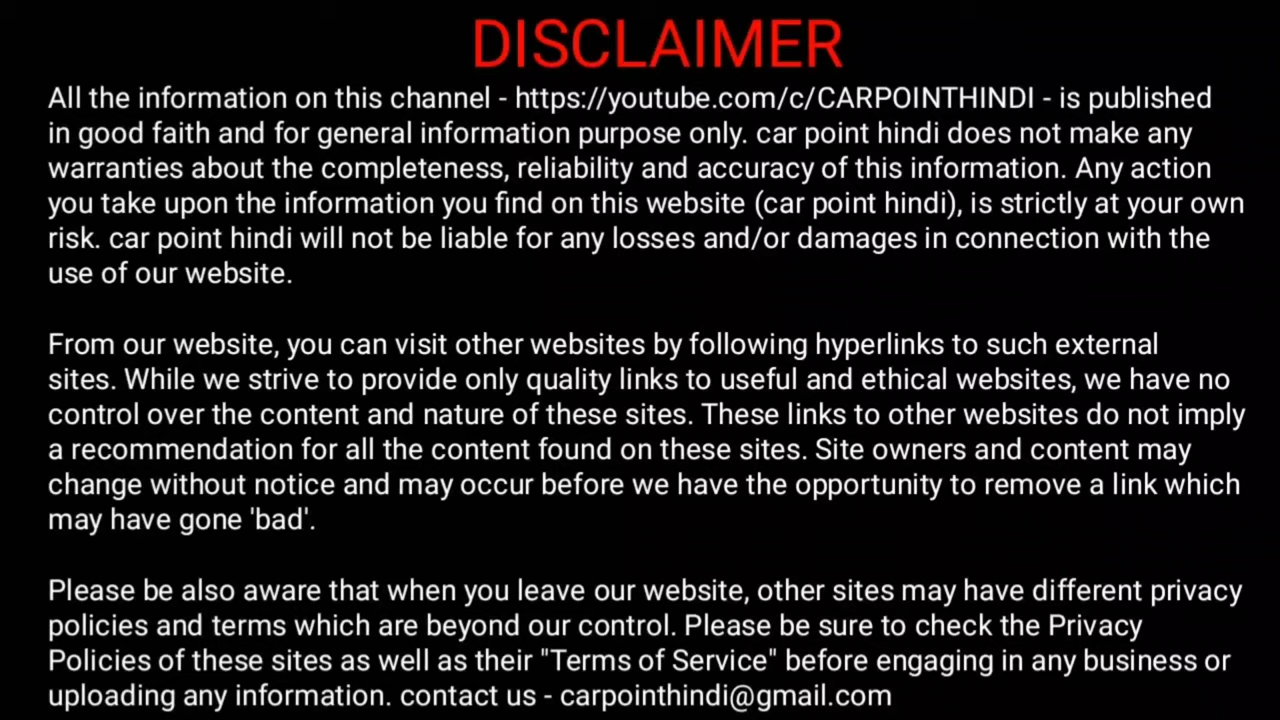 DISCLAIMER
All the information on this channel - https://youtube.com/c/CARPOINTHINDI - is published
in good faith and for general information purpose only. car point hindi does not make any
warranties about the completeness, reliability and accuracy of this information. Any action
you take upon the information you find on this website (car point hindi), is strictly at your own
risk. car point hindi will not be liable for any losses and/or damages in connection with the
use of our website.
From our website, you can visit other websites by following hyperlinks to such external
sites. While we strive to provide only quality links to useful and ethical websites, we have no
control over the content and nature of these sites. These links to other websites do not imply
a recommendation for all the content found on these sites. Site owners and content may
change without notice and may occur before we have the opportunity to remove a link which
may have gone 'bad'.
Please be also aware that when you leave our website, other sites may have different privacy
policies and terms which are beyond our control. Please be sure to check the Privacy
Policies of these sites as well as their "Terms of Service" before engaging in any business or
uploading any information. contact us - carpointhindi@gmail.com